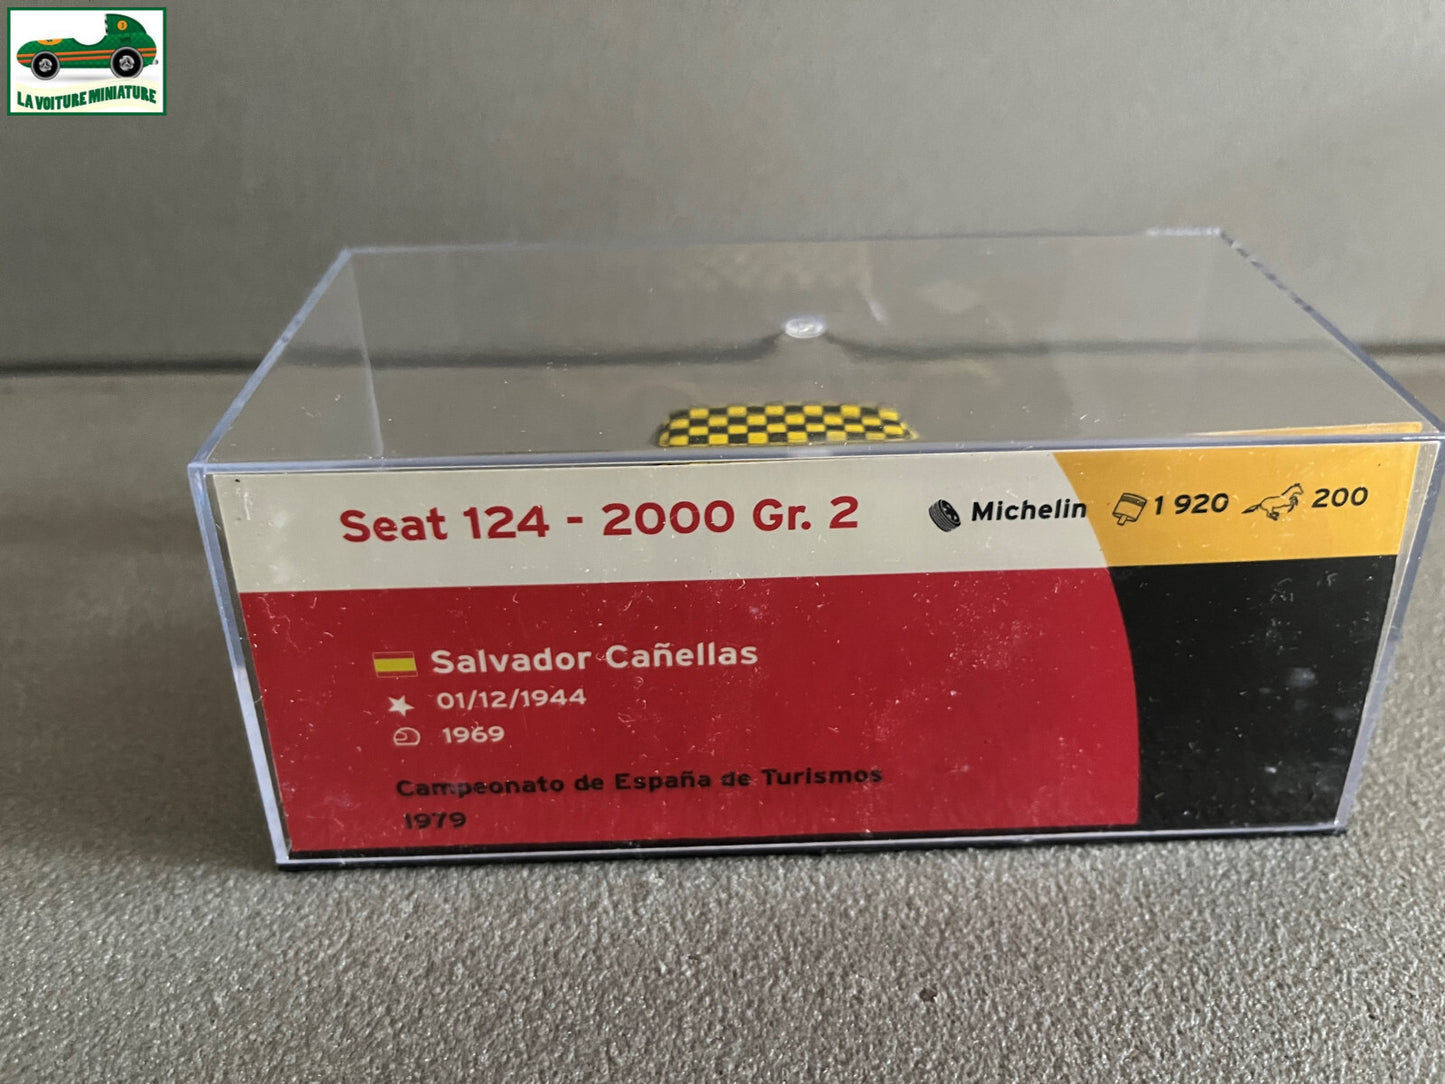 LA VOITURE MINIATURE
Seat 124 - 2000 Gr. 2
Michelin
1 920
200
Salvador Cañellas
01/12/1944
1969
Campeonato de España de Turismos
1979